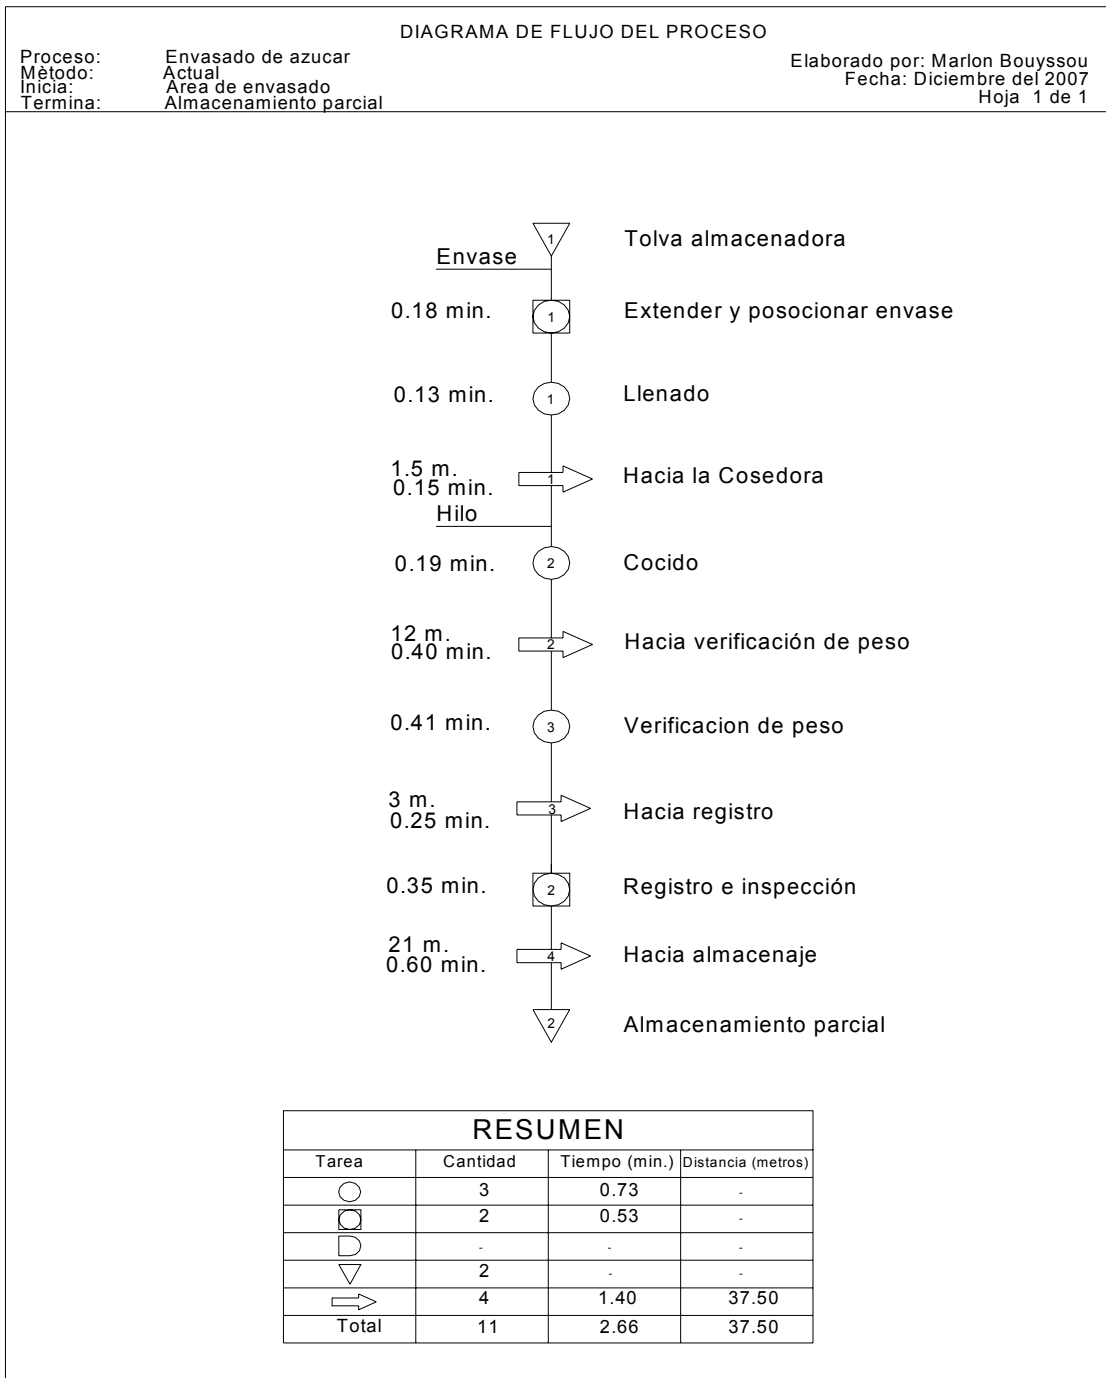 DIAGRAMA DE FLUJO DEL PROCESO
Proceso: Envasado de azucar
Mètodo: Actual
Inicia: Area de envasado
Termina: Almacenamiento parcial
Elaborado por: Marlon Bouyssou
Fecha: Diciembre del 2007
Hoja 1 de 1
1 Tolva almacenadora
Envase
0.18 min. 1 Extender y posocionar envase
0.13 min. 1 Llenado
1.5 m.
0.15 min. 1 Hacia la Cosedora
Hilo
0.19 min. 2 Cocido
12 m.
0.40 min. 2 Hacia verificación de peso
0.41 min. 3 Verificacion de peso
3 m.
0.25 min. 3 Hacia registro
0.35 min. 2 Registro e inspección
21 m.
0.60 min. 4 Hacia almacenaje
2 Almacenamiento parcial
RESUMEN
Tarea Cantidad Tiempo (min.) Distancia (metros)
3 0.73 -
2 0.53 -
- - -
2 - -
4 1.40 37.50
Total 11 2.66 37.50